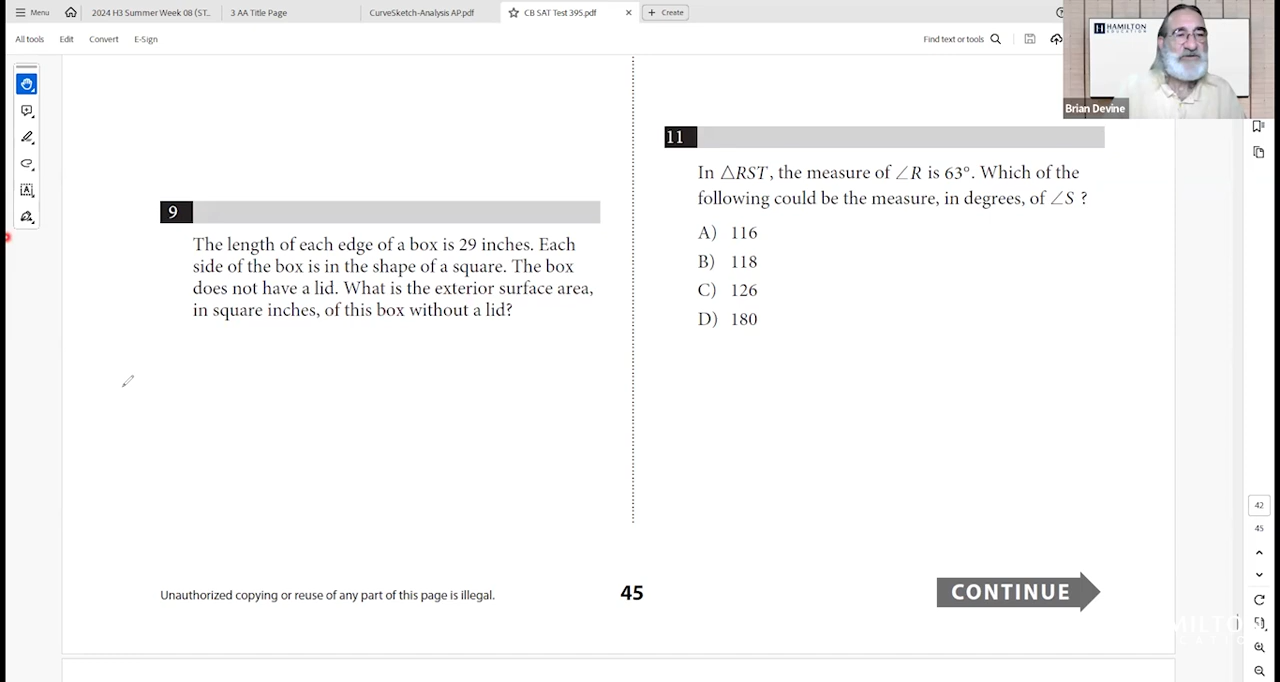 Menu
2024 H3 Summer Week 08 (ST...
3 AA Title Page
CurveSketch-Analysis AP.pdf
CB SAT Test 395.pdf
Create
All tools
Edit
Convert
E-Sign
Find text or tools
HAMILTON
EDUCATION
Brian Devine
9
The length of each edge of a box is 29 inches. Each
side of the box is in the shape of a square. The box
does not have a lid. What is the exterior surface area,
in square inches, of this box without a lid?
11
In △RST, the measure of ∠R is 63°. Which of the
following could be the measure, in degrees, of ∠S ?
A) 116
B) 118
C) 126
D) 180
42
45
Unauthorized copying or reuse of any part of this page is illegal.
45
CONTINUE